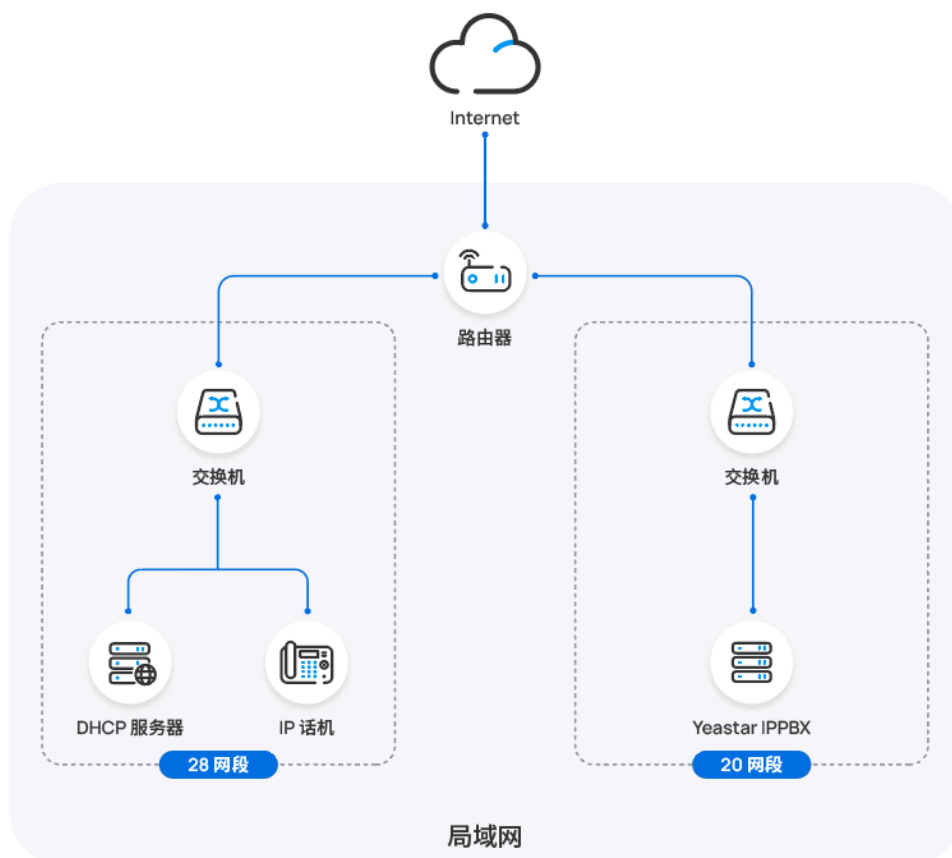 Internet
路由器
交换机
交换机
DHCP 服务器
IP 话机
Yeastar IPPBX
28 网段
20 网段
局域网